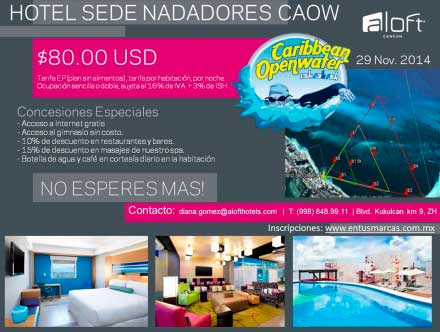 HOTEL SEDE NADADORES CAOW
aloft
CANCUN
$80.00 USD
Tarifa EP(plan sin alimentos), tarifa por habitación, por noche.
Ocupación sencilla o doble, sujeta al 16% de IVA + 3% de ISH
Caribbean
Openwater
29 Nov. 2014
Concesiones Especiales
- Acceso a internet gratis
- Acceso al gimnasio sin costo.
- 10% de descuento en restaurantes y bares.
- 15% de descuento en masajes de nuestro spa.
- Botella de agua y café en cortesía diario en la habitación
NO ESPERES MAS!
Contacto: diana.gomez@alofthotels.com | T: (998) 848.99.11 | Blvd. Kukulcan km 9, ZH
Inscripciones: www.entusmarcas.com.mx